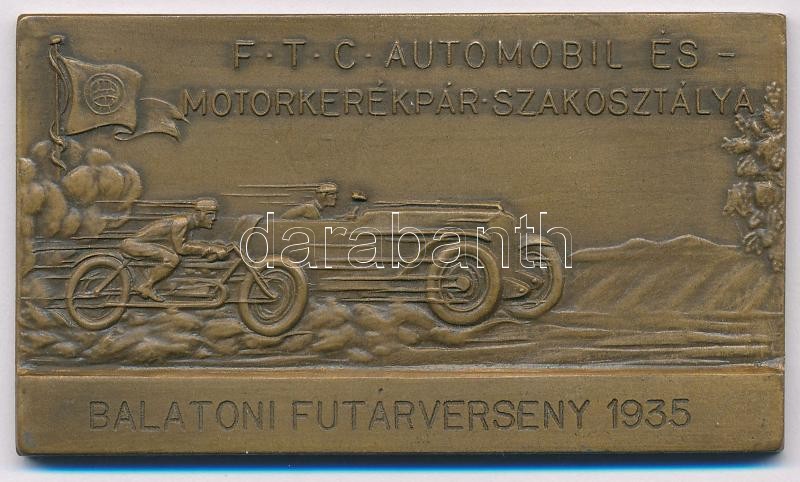 F·T·C· AUTOMOBIL ÉS -
MOTORKERÉKPÁR·SZAKOSZTÁLYA
darabanth
BALATONI FUTÁRVERSENY 1935